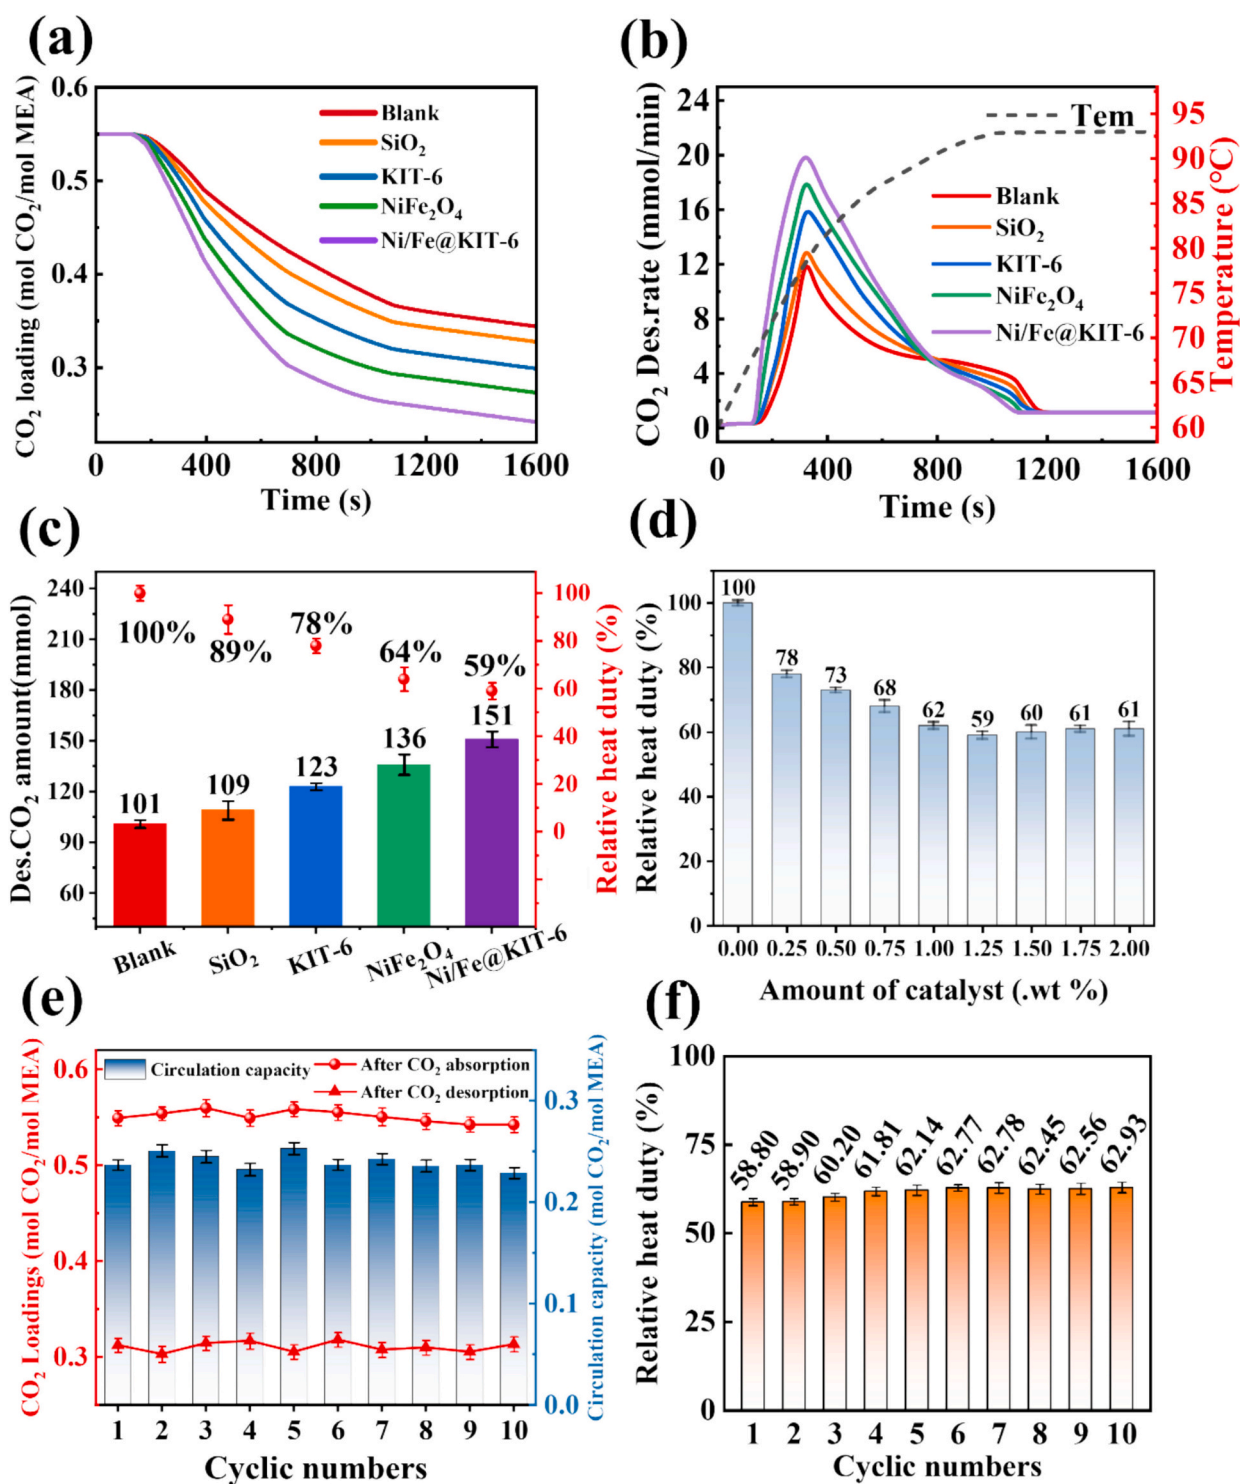 (a)
CO₂ loading (mol CO₂/mol MEA)
0.6
0.5
0.4
0.3
Blank
SiO₂
KIT-6
NiFe₂O₄
Ni/Fe@KIT-6
0 400 800 1200 1600
Time (s)
(b)
CO₂ Des.rate (mmol/min)
24
20
16
12
8
4
0
Tem
Blank
SiO₂
KIT-6
NiFe₂O₄
Ni/Fe@KIT-6
95
90
85
80
75
70
65
60
Temperature (°C)
0 400 800 1200 1600
Time (s)
(c)
Des.CO₂ amount(mmol)
240
210
180
150
120
90
60
100%
89%
78%
64%
59%
101
109
123
136
151
100
80
60
40
20
0
Relative heat duty (%)
Blank
SiO₂
KIT-6
NiFe₂O₄
Ni/Fe@KIT-6
(d)
Relative heat duty (%)
100
80
60
40
20
0
100
78
73
68
62
59
60
61
61
0.00 0.25 0.50 0.75 1.00 1.25 1.50 1.75 2.00
Amount of catalyst (.wt %)
(e)
CO₂ Loadings (mol CO₂/mol MEA)
0.6
0.5
0.4
0.3
Circulation capacity
After CO₂ absorption
After CO₂ desorption
0.3
0.2
0.1
0.0
Circulation capacity (mol CO₂/mol MEA)
1 2 3 4 5 6 7 8 9 10
Cyclic numbers
(f)
Relative heat duty (%)
100
75
50
25
0
58.80
58.90
60.20
61.81
62.14
62.77
62.78
62.45
62.56
62.93
1 2 3 4 5 6 7 8 9 10
Cyclic numbers